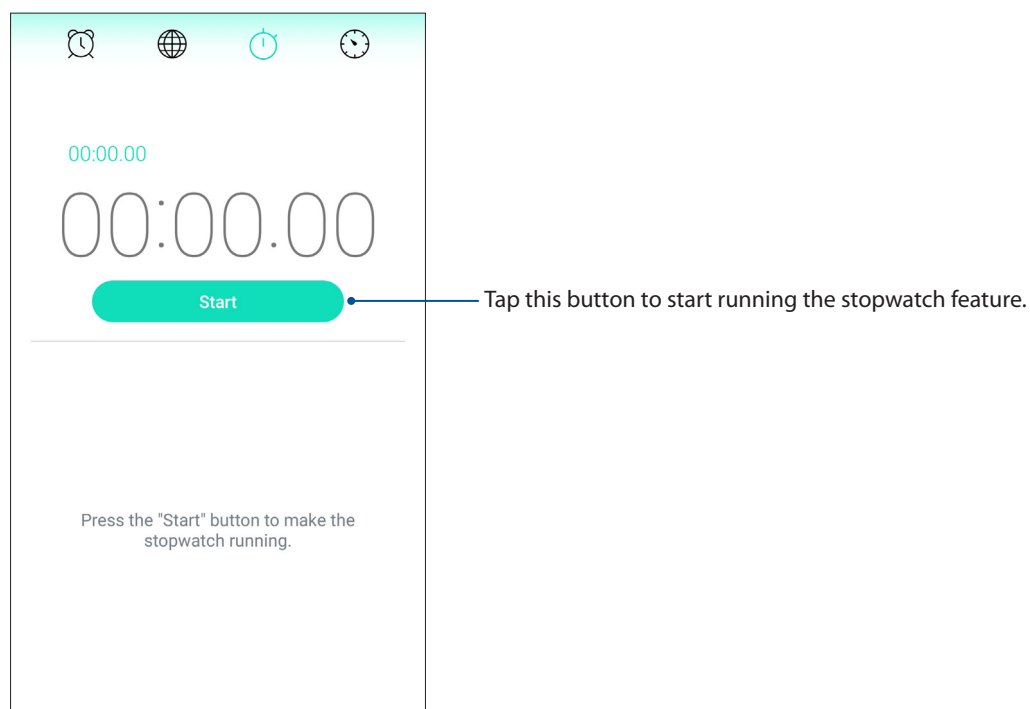 00:00.00
00:00.00
Start
Tap this button to start running the stopwatch feature.
Press the "Start" button to make the
stopwatch running.